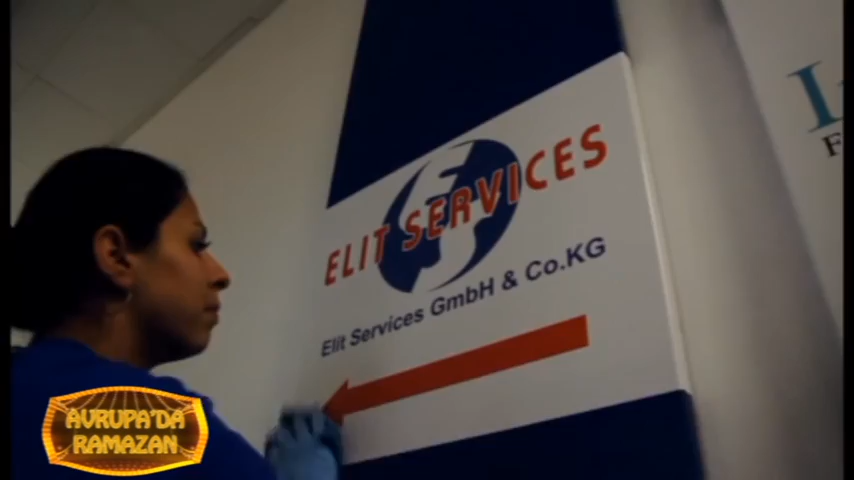 ELIT SERVICES
Elit Services GmbH & Co.KG
AVRUPA'DA
RAMAZAN